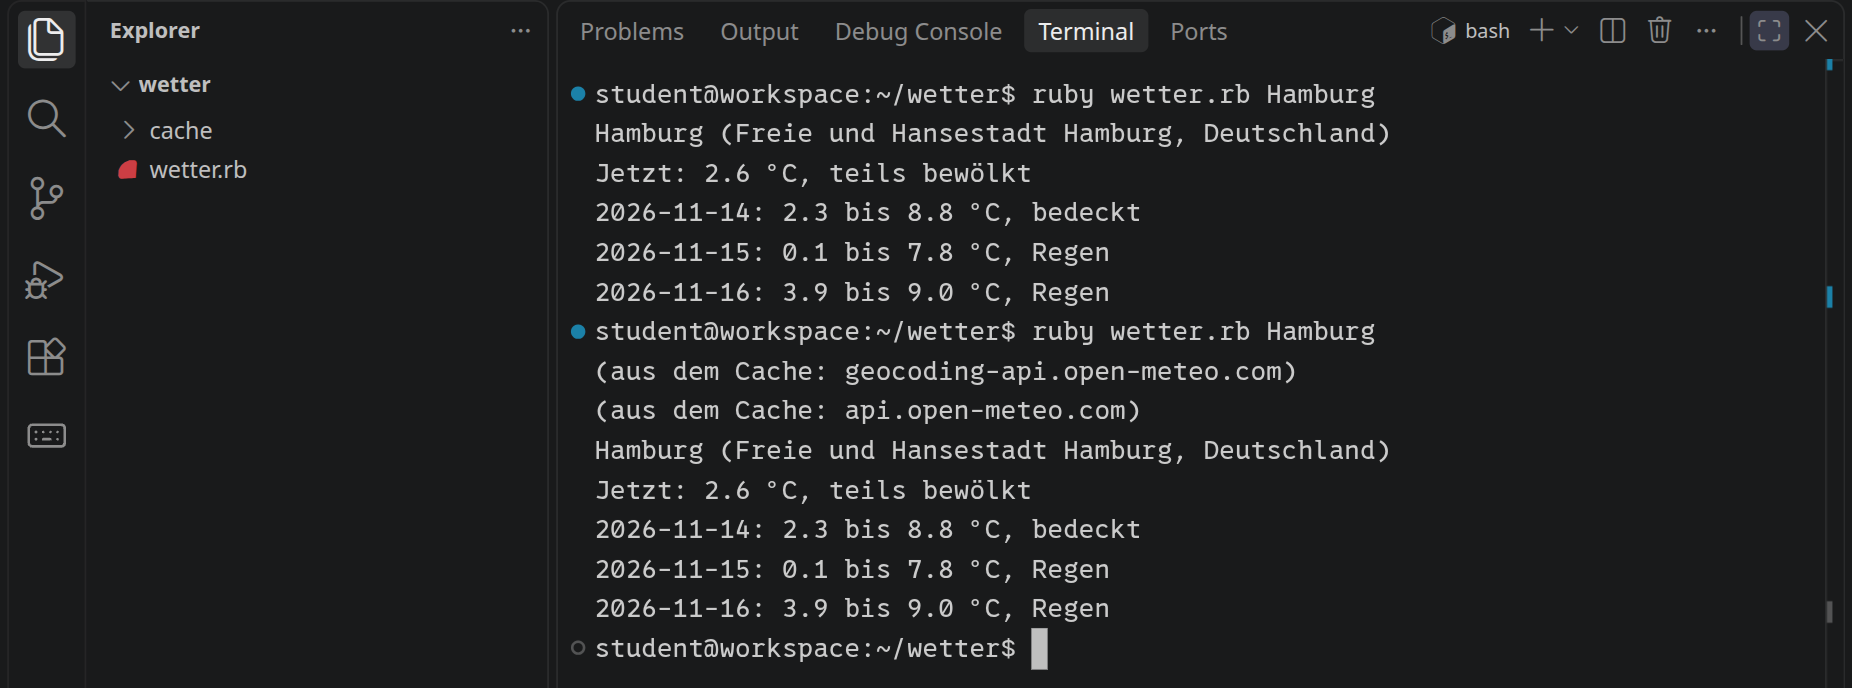 Explorer
wetter
cache
wetter.rb
Problems Output Debug Console Terminal Ports bash
student@workspace:~/wetter$ ruby wetter.rb Hamburg
Hamburg (Freie und Hansestadt Hamburg, Deutschland)
Jetzt: 2.6 °C, teils bewölkt
2026-11-14: 2.3 bis 8.8 °C, bedeckt
2026-11-15: 0.1 bis 7.8 °C, Regen
2026-11-16: 3.9 bis 9.0 °C, Regen
student@workspace:~/wetter$ ruby wetter.rb Hamburg
(aus dem Cache: geocoding-api.open-meteo.com)
(aus dem Cache: api.open-meteo.com)
Hamburg (Freie und Hansestadt Hamburg, Deutschland)
Jetzt: 2.6 °C, teils bewölkt
2026-11-14: 2.3 bis 8.8 °C, bedeckt
2026-11-15: 0.1 bis 7.8 °C, Regen
2026-11-16: 3.9 bis 9.0 °C, Regen
student@workspace:~/wetter$